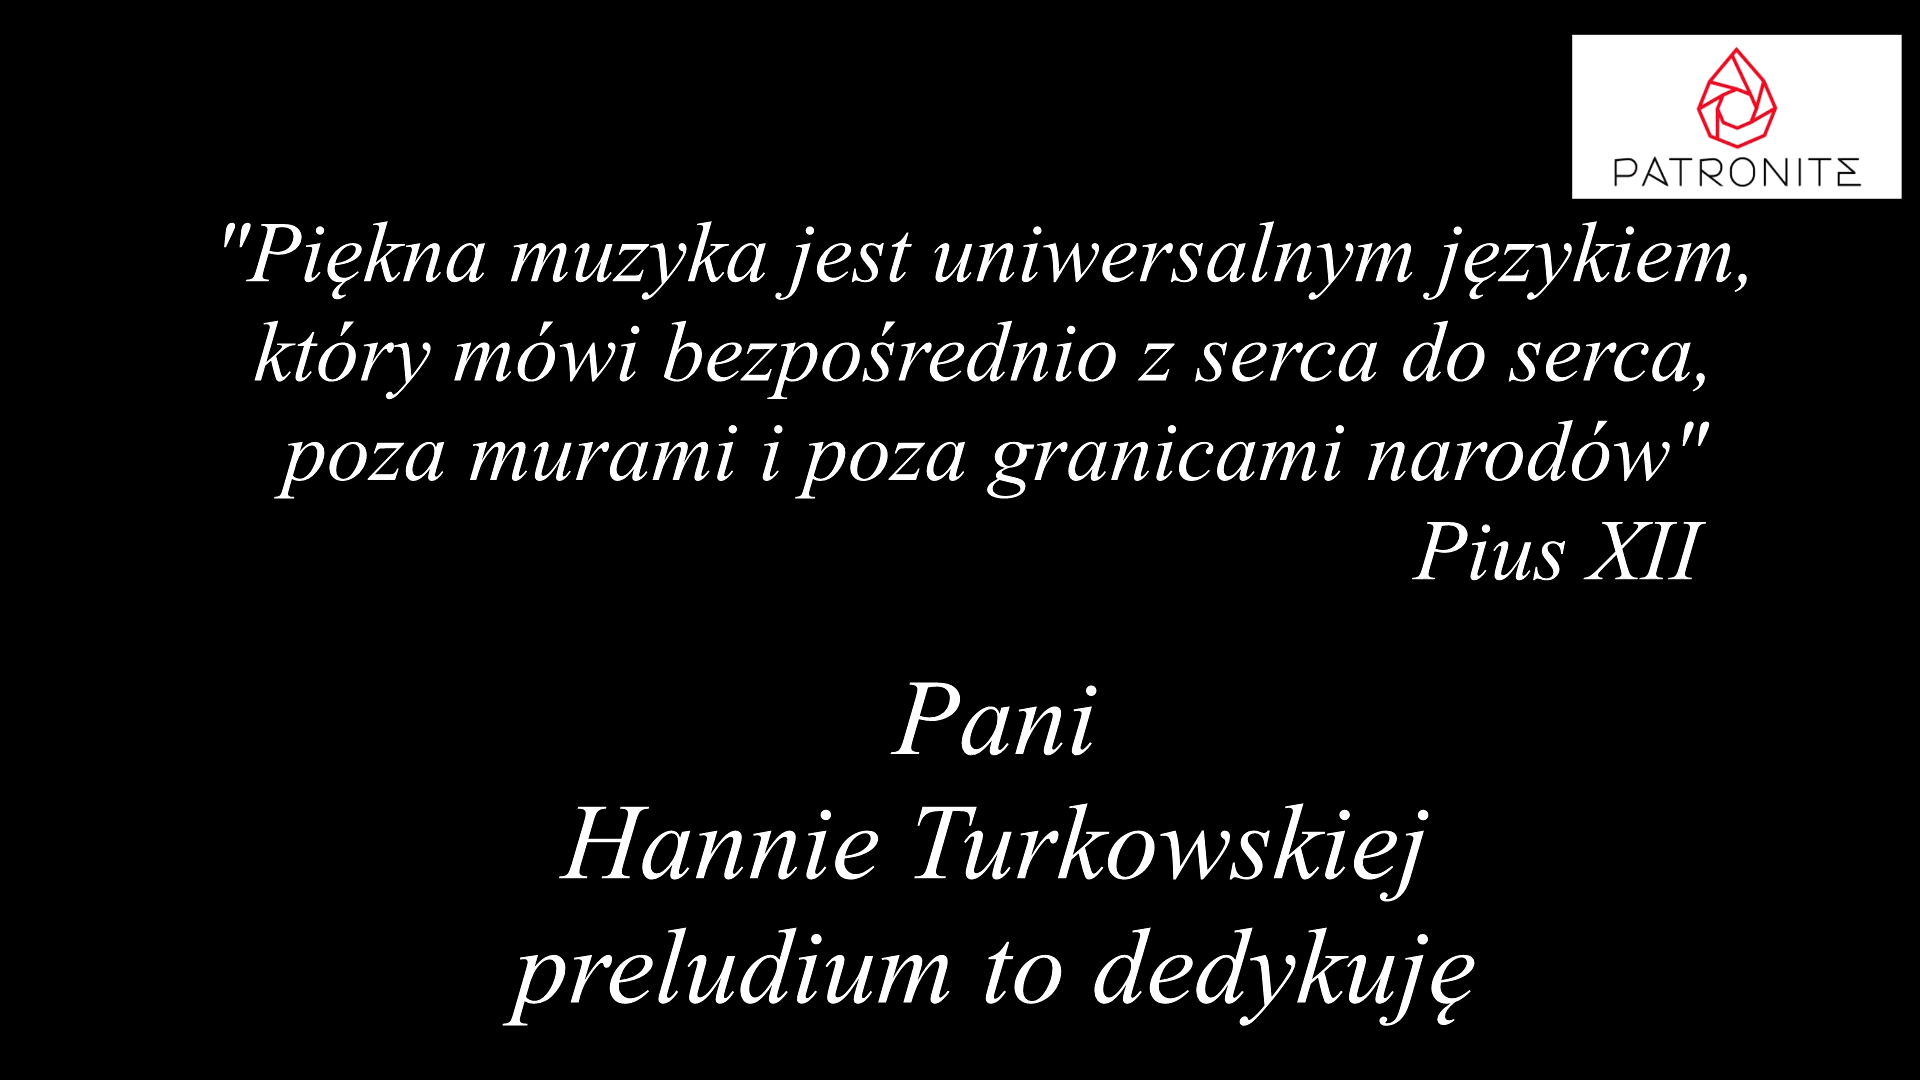 PATRONITE
"Piękna muzyka jest uniwersalnym językiem,
który mówi bezpośrednio z serca do serca,
poza murami i poza granicami narodów"
Pius XII
Pani
Hannie Turkowskiej
preludium to dedykuję